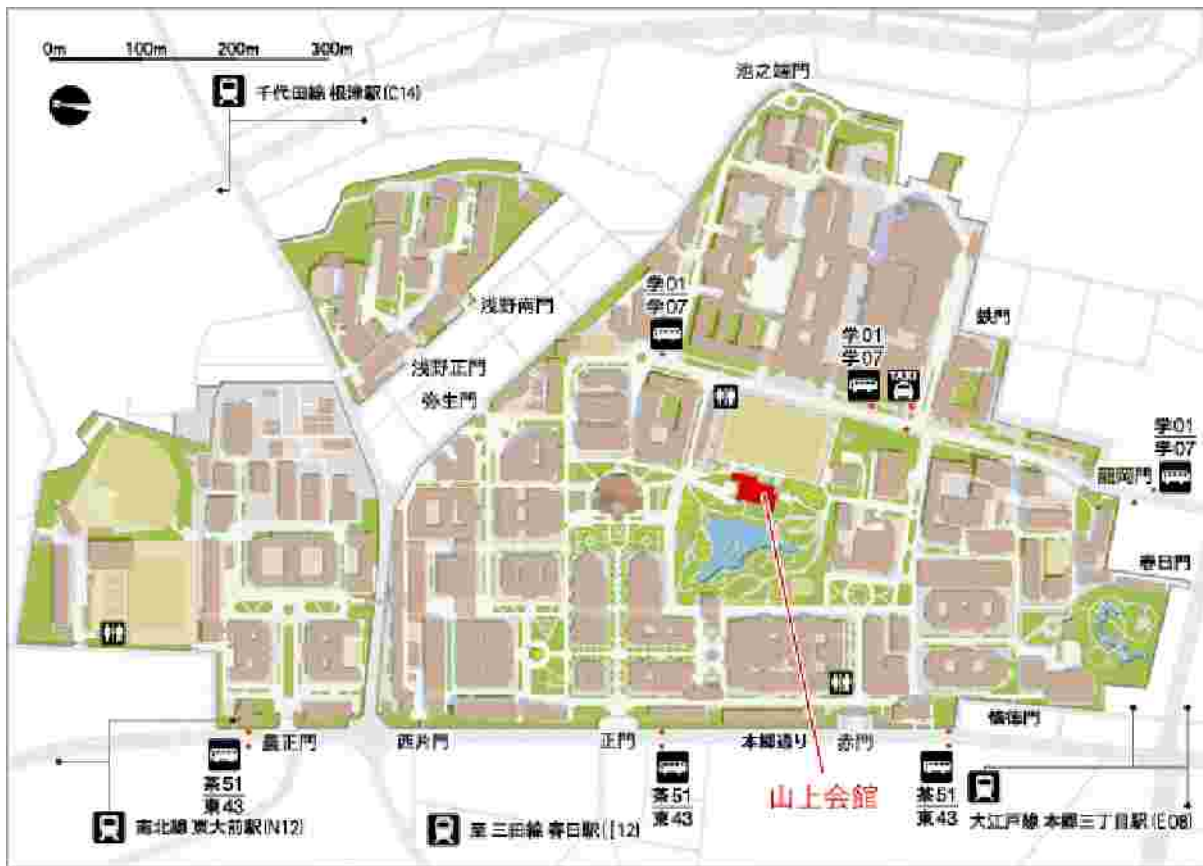 0m 100m 200m 300m
千代田線 根津駅(C14)
池之端門
浅野南門
学01
学07
浅野正門
弥生門
学01
学07
TAXI
鉄門
学01
学07
龍岡門
春日門
農正門
西片門
正門
本郷通り
赤門
懐徳門
茶51
東43
茶51
東43
茶51
東43
山上会館
南北線 東大前駅(N12)
至 三田線 春日駅(I12)
大江戸線 本郷三丁目駅(E08)